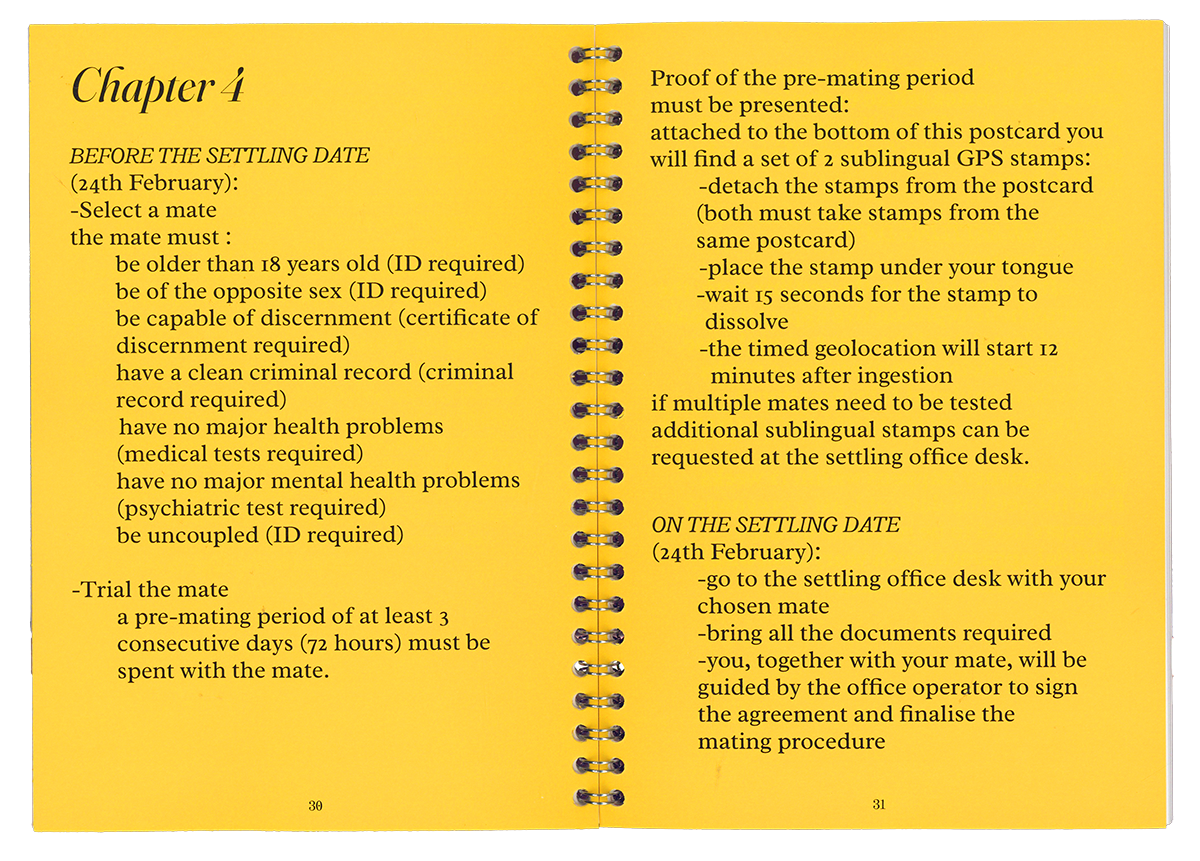 Chapter 4
BEFORE THE SETTLING DATE
(24th February):
-Select a mate
the mate must :
be older than 18 years old (ID required)
be of the opposite sex (ID required)
be capable of discernment (certificate of
discernment required)
have a clean criminal record (criminal
record required)
have no major health problems
(medical tests required)
have no major mental health problems
(psychiatric test required)
be uncoupled (ID required)
-Trial the mate
a pre-mating period of at least 3
consecutive days (72 hours) must be
spent with the mate.
30
Proof of the pre-mating period
must be presented:
attached to the bottom of this postcard you
will find a set of 2 sublingual GPS stamps:
-detach the stamps from the postcard
(both must take stamps from the
same postcard)
-place the stamp under your tongue
-wait 15 seconds for the stamp to
dissolve
-the timed geolocation will start 12
minutes after ingestion
if multiple mates need to be tested
additional sublingual stamps can be
requested at the settling office desk.
ON THE SETTLING DATE
(24th February):
-go to the settling office desk with your
chosen mate
-bring all the documents required
-you, together with your mate, will be
guided by the office operator to sign
the agreement and finalise the
mating procedure
31